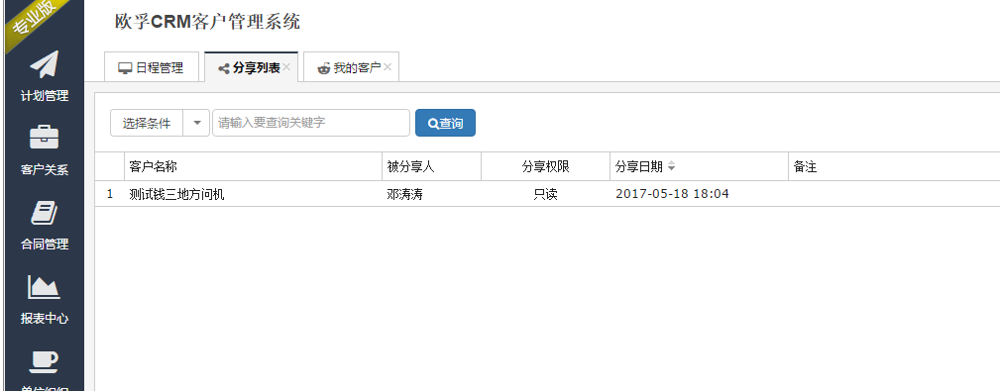 专业版
欧孚CRM客户管理系统
日程管理 分享列表 我的客户
计划管理
选择条件 请输入要查询关键字 查询
客户关系
客户名称 被分享人 分享权限 分享日期 备注
1 测试钱三地方问机 邓涛涛 只读 2017-05-18 18:04
合同管理
报表中心